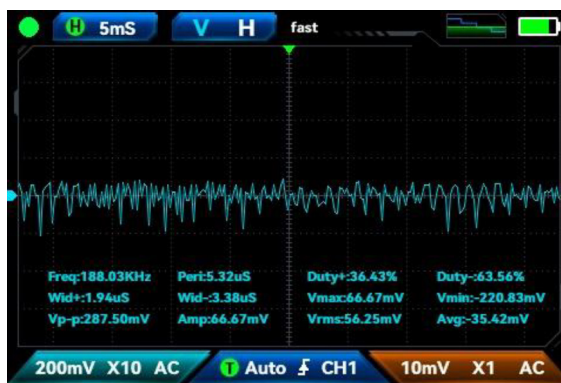 H 5mS V H fast
Freq:188.03KHz Peri:5.32uS Duty+:36.43% Duty-:63.56%
Wid+:1.94uS Wid-:3.38uS Vmax:66.67mV Vmin:-220.83mV
Vp-p:287.50mV Amp:66.67mV Vrms:56.25mV Avg:-35.42mV
200mV X10 AC T Auto CH1 10mV X1 AC